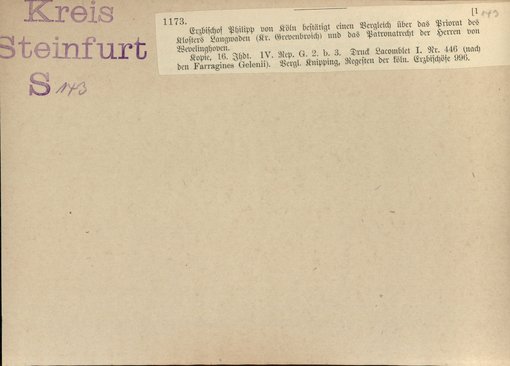 Kreis
Steinfurt
S 143
[1 143
1173.
Erzbischof Philipp von Köln bestätigt einen Vergleich über das Priorat des
Klosters Langwaden (Kr. Grevenbroich) und das Patronatrecht der Herren von
Wevelinghoven.
Kopie, 16. Jhdt. IV. Rep. G. 2. b. 3. Druck Lacomblet I. Nr. 446 (nach
den Farragines Gelenii). Vergl. Knipping, Regesten der köln. Erzbischöfe 996.